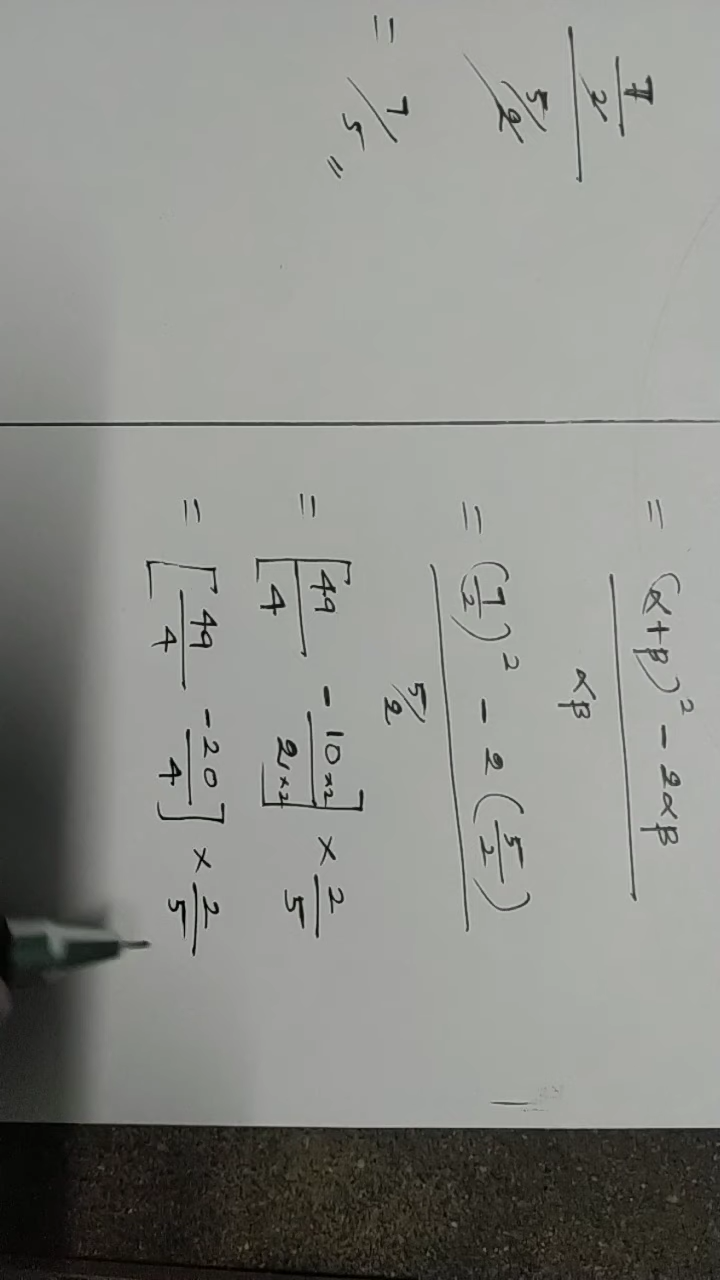 7/2
5/2
= 7/5 =
= (α+β)² - 2αβ
αβ
= (7/2)² - 2(5/2)
5/2
= [49/4 - 10×2/2×2] × 2/5
= [49/4 - 20/4] × 2/5